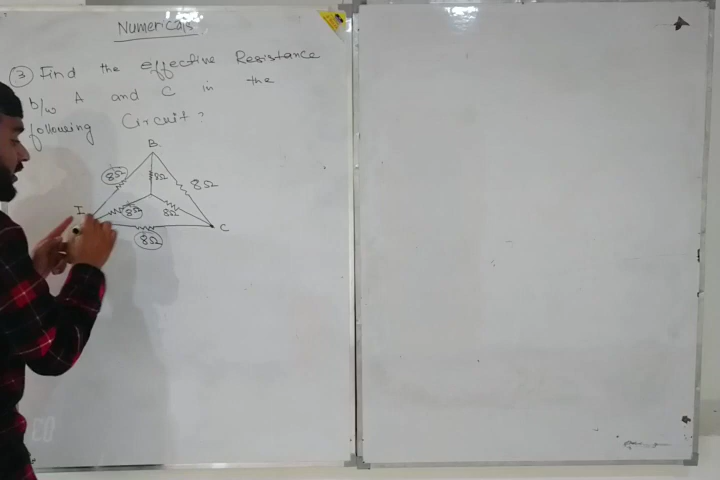 Numericals
③ Find the effective Resistance
b/w A and C in the
following Circuit?
B
8Ω 8Ω 8Ω
I 8Ω 8Ω
C
8Ω